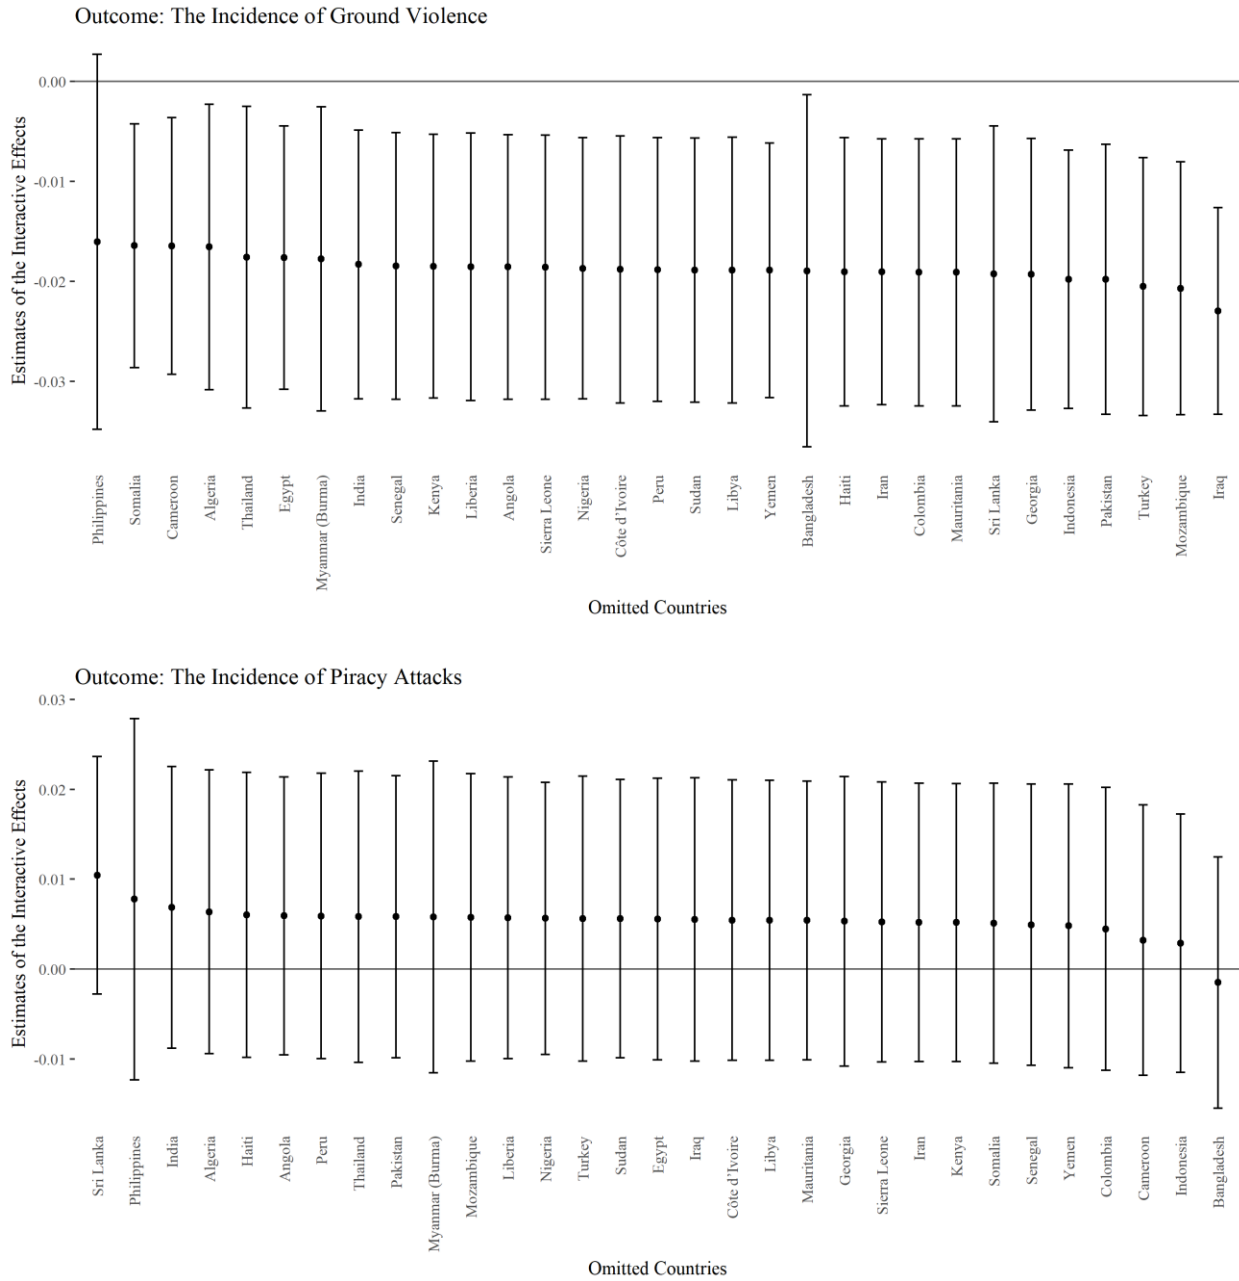 Outcome: The Incidence of Ground Violence
Estimates of the Interactive Effects
0.00
-0.01
-0.02
-0.03
Philippines
Somalia
Cameroon
Algeria
Thailand
Egypt
Myanmar (Burma)
India
Senegal
Kenya
Liberia
Angola
Sierra Leone
Nigeria
Côte d'Ivoire
Peru
Sudan
Libya
Yemen
Bangladesh
Haiti
Iran
Colombia
Mauritania
Sri Lanka
Georgia
Indonesia
Pakistan
Turkey
Mozambique
Iraq
Omitted Countries
Outcome: The Incidence of Piracy Attacks
Estimates of the Interactive Effects
0.03
0.02
0.01
0.00
-0.01
Sri Lanka
Philippines
India
Algeria
Haiti
Angola
Peru
Thailand
Pakistan
Myanmar (Burma)
Mozambique
Liberia
Nigeria
Turkey
Sudan
Egypt
Iraq
Côte d'Ivoire
Libya
Mauritania
Georgia
Sierra Leone
Iran
Kenya
Somalia
Senegal
Yemen
Colombia
Cameroon
Indonesia
Bangladesh
Omitted Countries